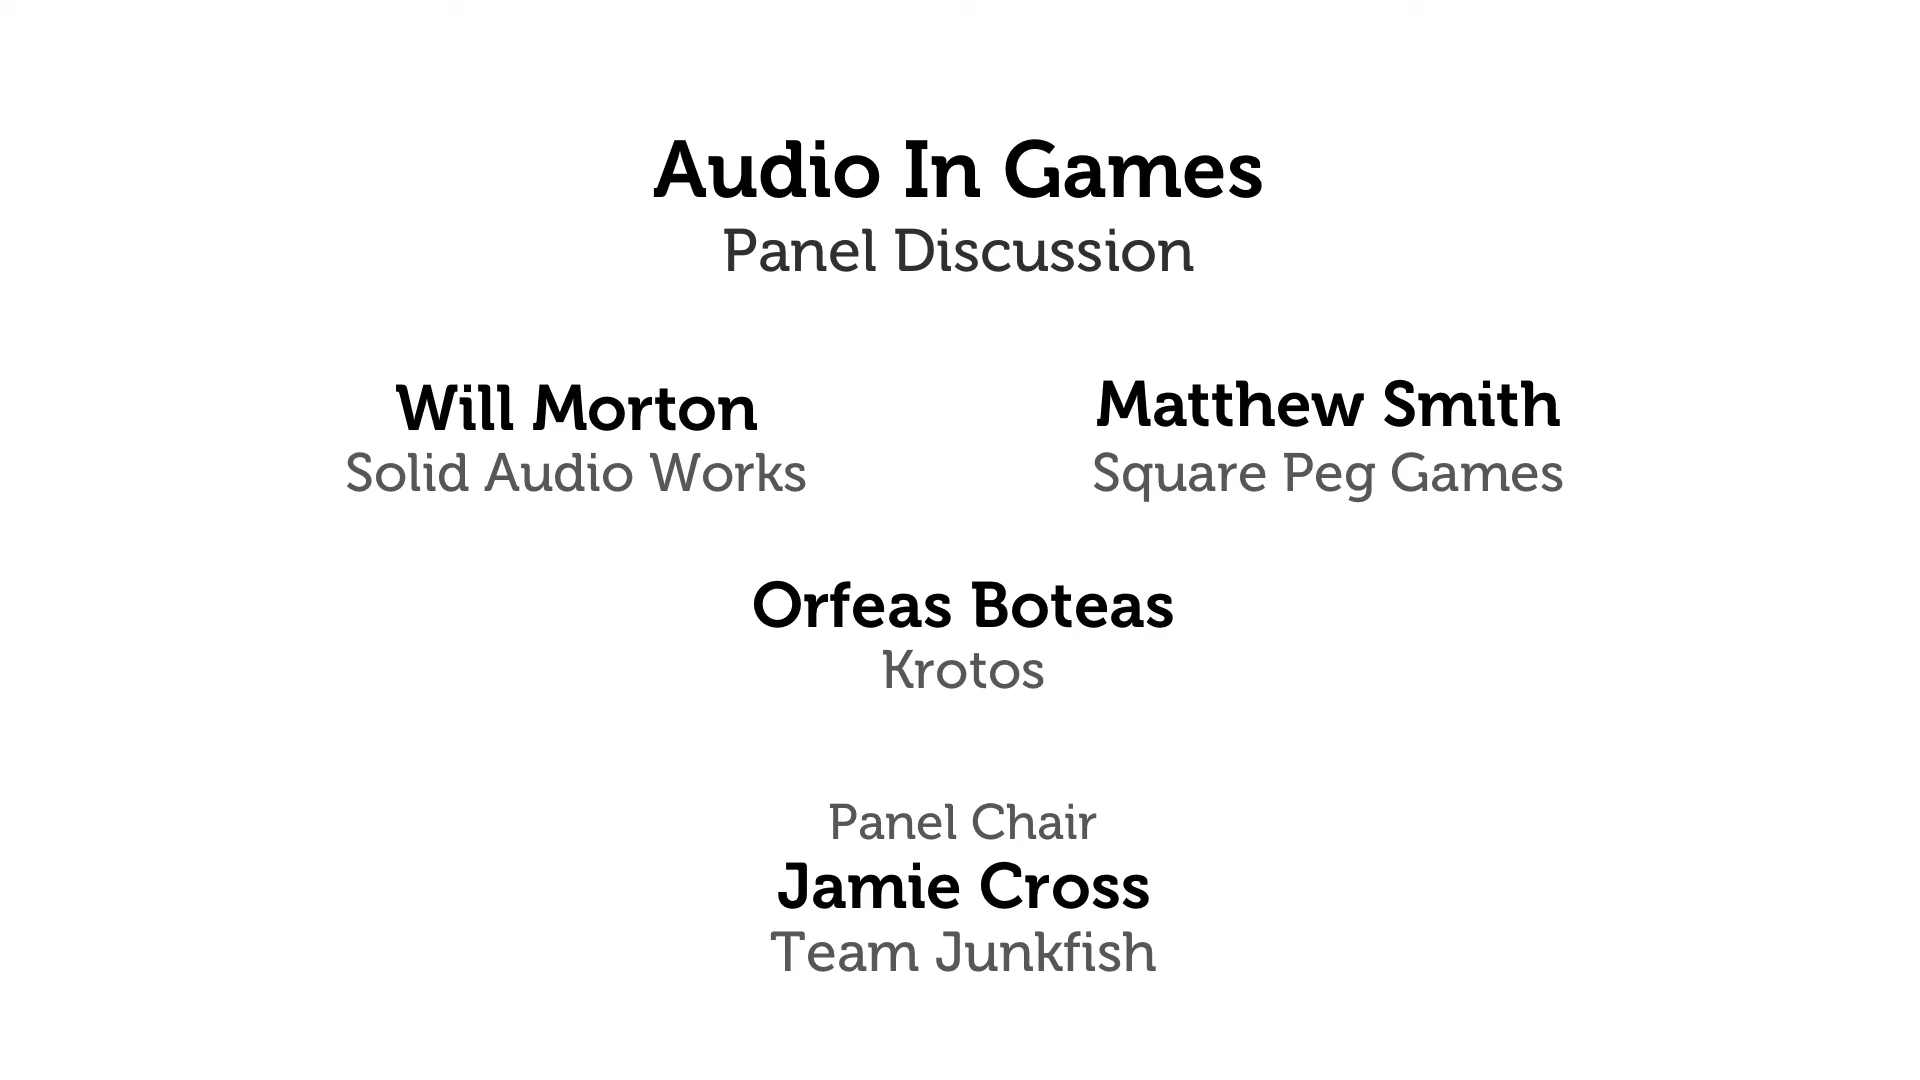 Audio In Games
Panel Discussion
Will Morton
Solid Audio Works
Matthew Smith
Square Peg Games
Orfeas Boteas
Krotos
Panel Chair
Jamie Cross
Team Junkfish